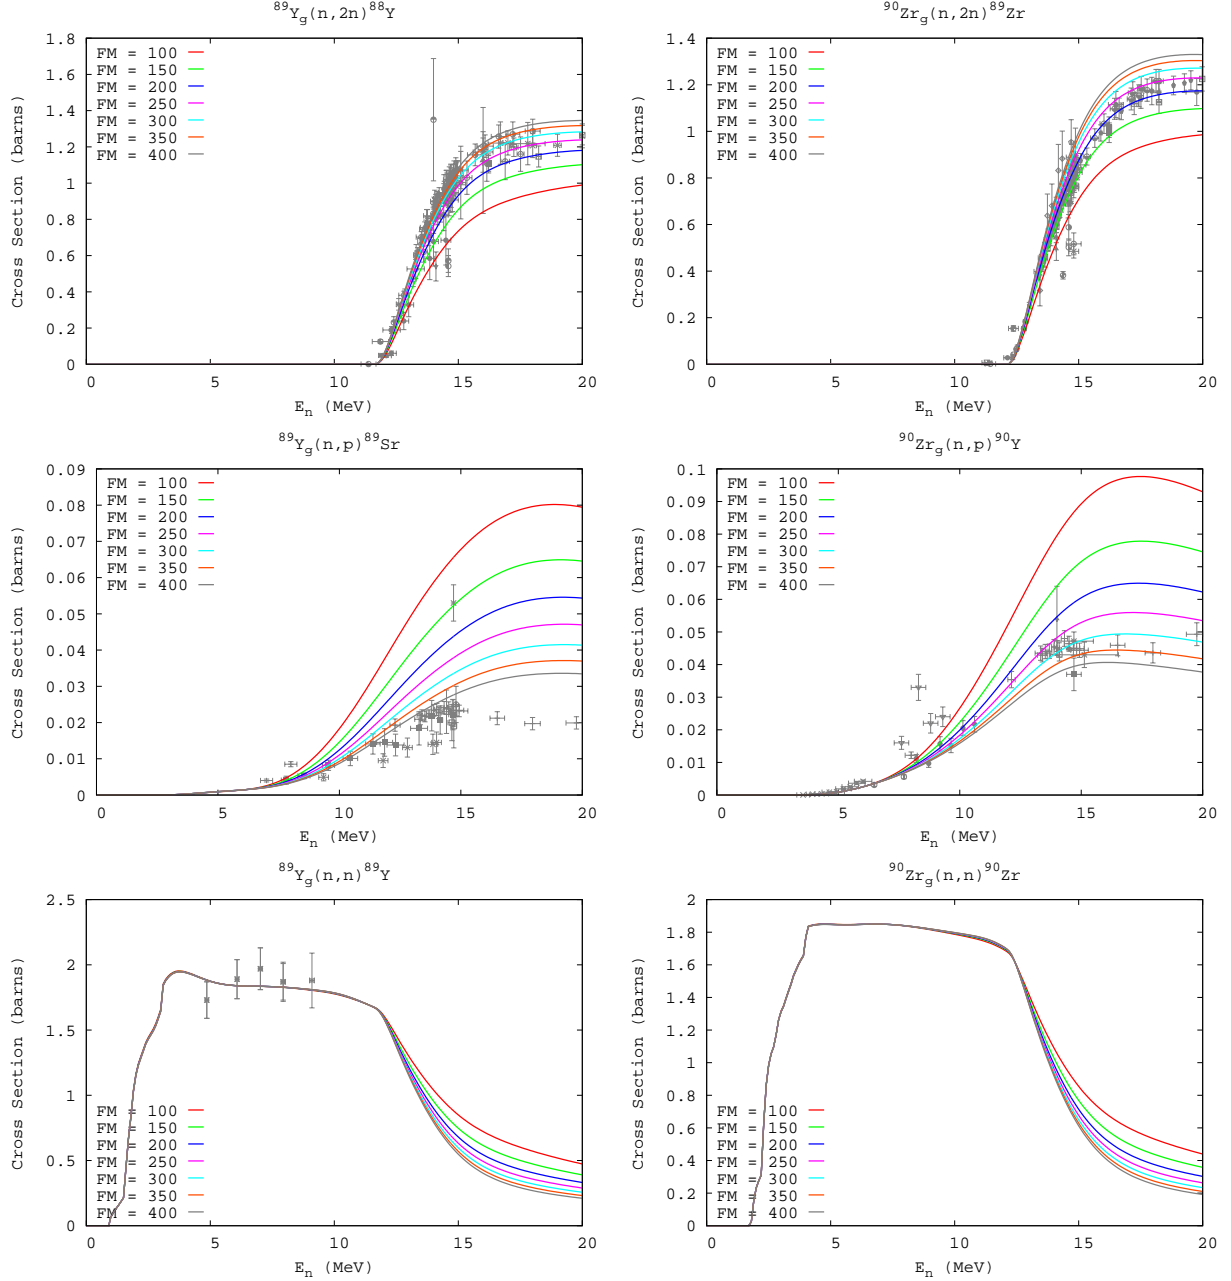 ⁸⁹Y_g(n,2n)⁸⁸Y
Cross Section (barns)
1.8
1.6
1.4
1.2
1
0.8
0.6
0.4
0.2
0
FM = 100
FM = 150
FM = 200
FM = 250
FM = 300
FM = 350
FM = 400
0 5 10 15 20
E_n (MeV)
⁹⁰Zr_g(n,2n)⁸⁹Zr
Cross Section (barns)
1.4
1.2
1
0.8
0.6
0.4
0.2
0
FM = 100
FM = 150
FM = 200
FM = 250
FM = 300
FM = 350
FM = 400
0 5 10 15 20
E_n (MeV)
⁸⁹Y_g(n,p)⁸⁹Sr
Cross Section (barns)
0.09
0.08
0.07
0.06
0.05
0.04
0.03
0.02
0.01
0
FM = 100
FM = 150
FM = 200
FM = 250
FM = 300
FM = 350
FM = 400
0 5 10 15 20
E_n (MeV)
⁹⁰Zr_g(n,p)⁹⁰Y
Cross Section (barns)
0.1
0.09
0.08
0.07
0.06
0.05
0.04
0.03
0.02
0.01
0
FM = 100
FM = 150
FM = 200
FM = 250
FM = 300
FM = 350
FM = 400
0 5 10 15 20
E_n (MeV)
⁸⁹Y_g(n,n)⁸⁹Y
Cross Section (barns)
2.5
2
1.5
1
0.5
0
FM = 100
FM = 150
FM = 200
FM = 250
FM = 300
FM = 350
FM = 400
0 5 10 15 20
E_n (MeV)
⁹⁰Zr_g(n,n)⁹⁰Zr
Cross Section (barns)
2
1.8
1.6
1.4
1.2
1
0.8
0.6
0.4
0.2
0
FM = 100
FM = 150
FM = 200
FM = 250
FM = 300
FM = 350
FM = 400
0 5 10 15 20
E_n (MeV)